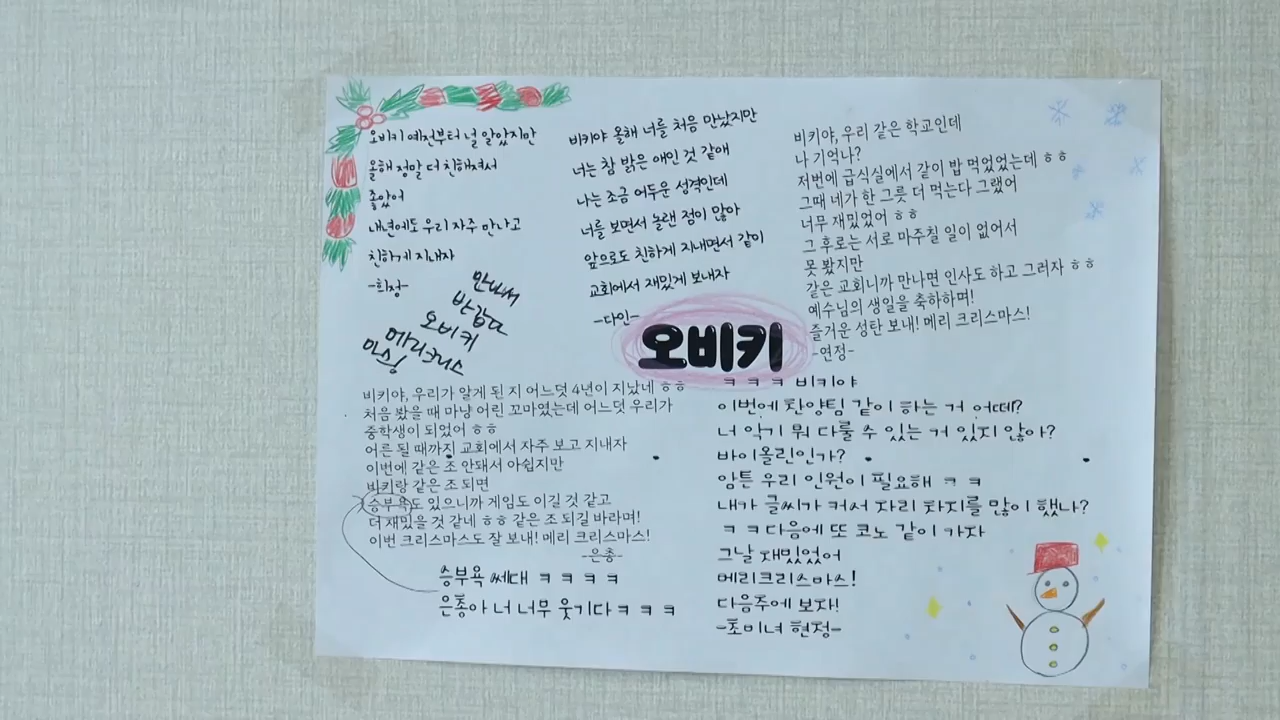 오비키 예전부터 널 알았지만
올해 정말 더 친해져서
좋았어
내년에도 우리 자주 만나고
친하게 지내자
-희장-
만나서
반갑다
오비키
메리크리스
마스!
비키야 올해 너를 처음 만났지만
너는 참 밝은 애인 것 같애
나는 조금 어두운 성격인데
너를 보면서 놀랜 점이 많아
앞으로도 친하게 지내면서 같이
교회에서 재밌게 보내자
-다인-
비키야, 우리 같은 학교인데
나 기억나?
저번에 급식실에서 같이 밥 먹었었는데 ㅎㅎ
그때 네가 한 그릇 더 먹는다 그랬어
너무 재밌었어 ㅎㅎ
그 후로는 서로 마주칠 일이 없어서
못 봤지만
같은 교회니까 만나면 인사도 하고 그러자 ㅎㅎ
예수님의 생일을 축하하며!
즐거운 성탄 보내! 메리 크리스마스!
-연정-
오비키
비키야, 우리가 알게 된 지 어느덧 4년이 지났네 ㅎㅎ
처음 봤을 때 마냥 어린 꼬마였는데 어느덧 우리가
중학생이 되었어 ㅎㅎ
어른 될 때까지 교회에서 자주 보고 지내자
이번에 같은 조 안돼서 아쉽지만
비키랑 같은 조 되면
승부욕도 있으니까 게임도 이길 것 같고
더 재밌을 것 같네 ㅎㅎ 같은 조 되길 바라며!
이번 크리스마스도 잘 보내! 메리 크리스마스!
-은총-
승부욕 쎄대 ㅋㅋㅋㅋ
은총아 너 너무 웃기다ㅋㅋㅋ
ㅋㅋㅋ 비키야
이번에 찬양팀 같이 하는 거 어때?
너 악기 뭐 다룰 수 있는 거 있지 않아?
바이올린인가?
암튼 우리 인원이 필요해 ㅋㅋ
내가 글씨가 커서 자리 차지를 많이 했나?
ㅋㅋ다음에 또 코노 같이 가자
그날 재밌었어
메리크리스마스!
다음주에 보자!
-초미녀 현정-